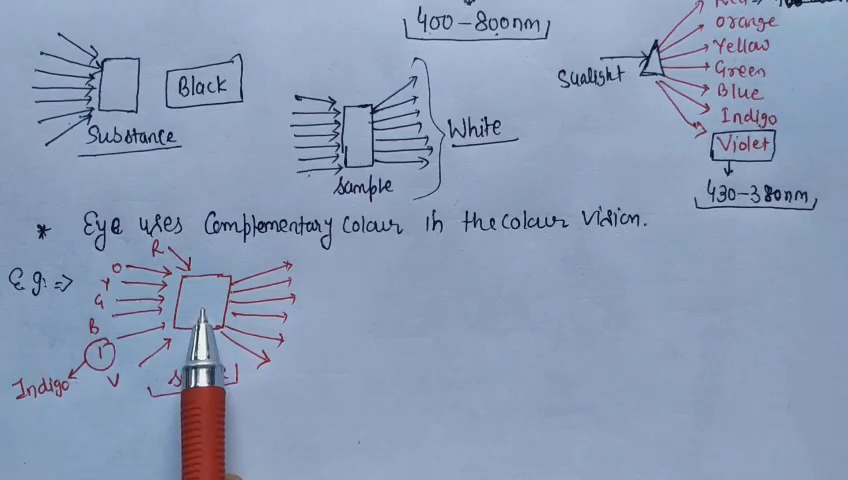 400-800nm
Black
Substance
Sample
White
Sunlight
Orange
Yellow
Green
Blue
Indigo
Violet
430-380nm
* Eye uses Complementary Colour in the colour vision.
E.g. =>
R
O
Y
G
B
I
V
Indigo